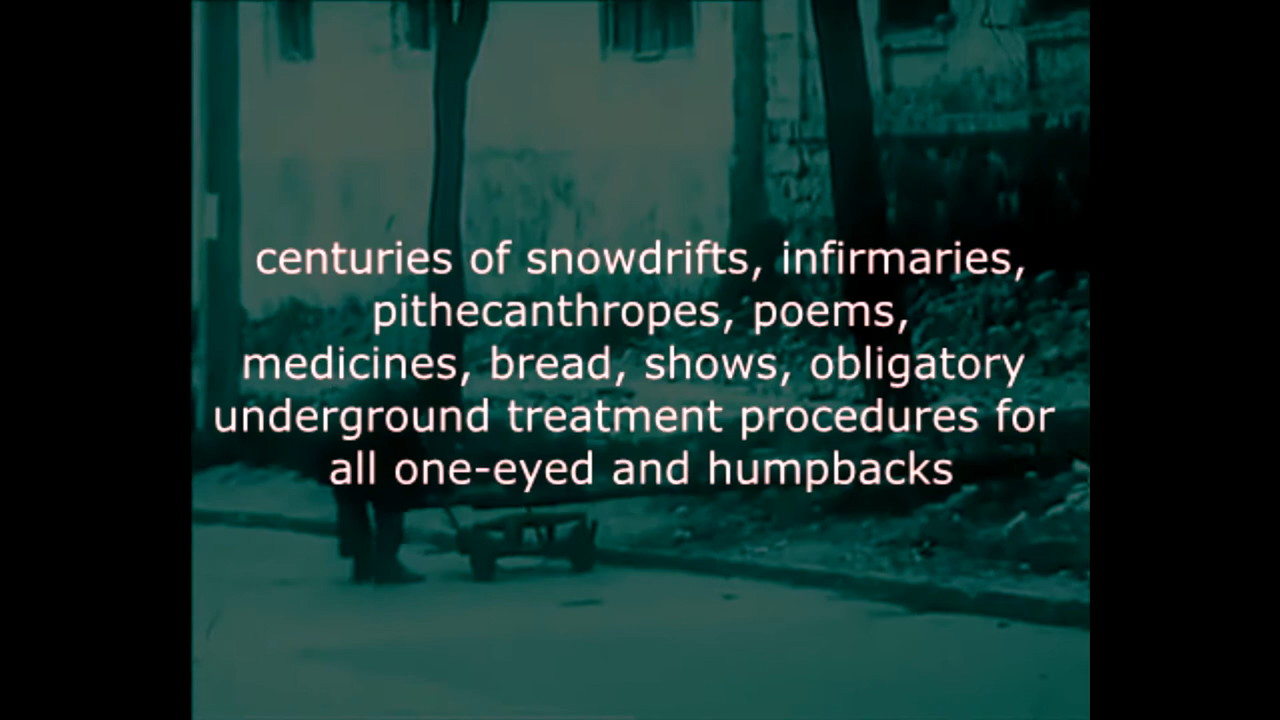 centuries of snowdrifts, infirmaries,
pithecanthropes, poems,
medicines, bread, shows, obligatory
underground treatment procedures for
all one-eyed and humpbacks